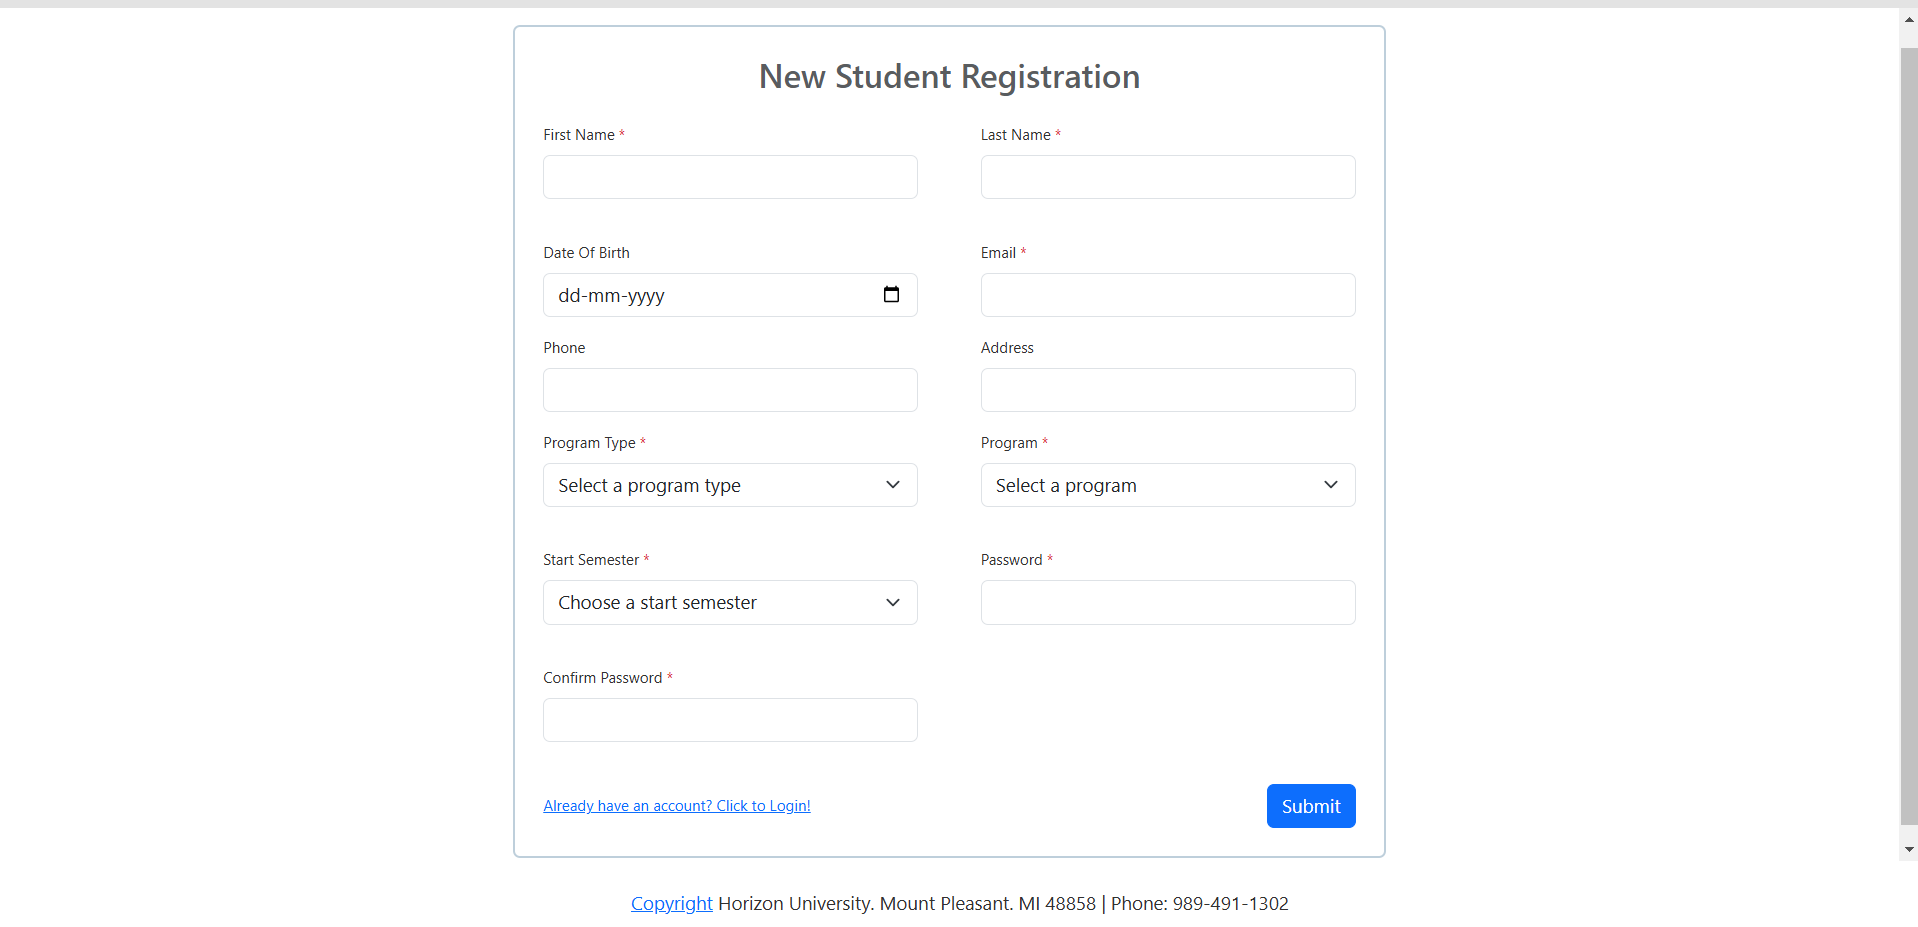 New Student Registration
First Name * Last Name *
Date Of Birth Email *
dd-mm-yyyy
Phone Address
Program Type * Program *
Select a program type Select a program
Start Semester * Password *
Choose a start semester
Confirm Password *
Already have an account? Click to Login! Submit
Copyright Horizon University. Mount Pleasant. MI 48858 | Phone: 989-491-1302